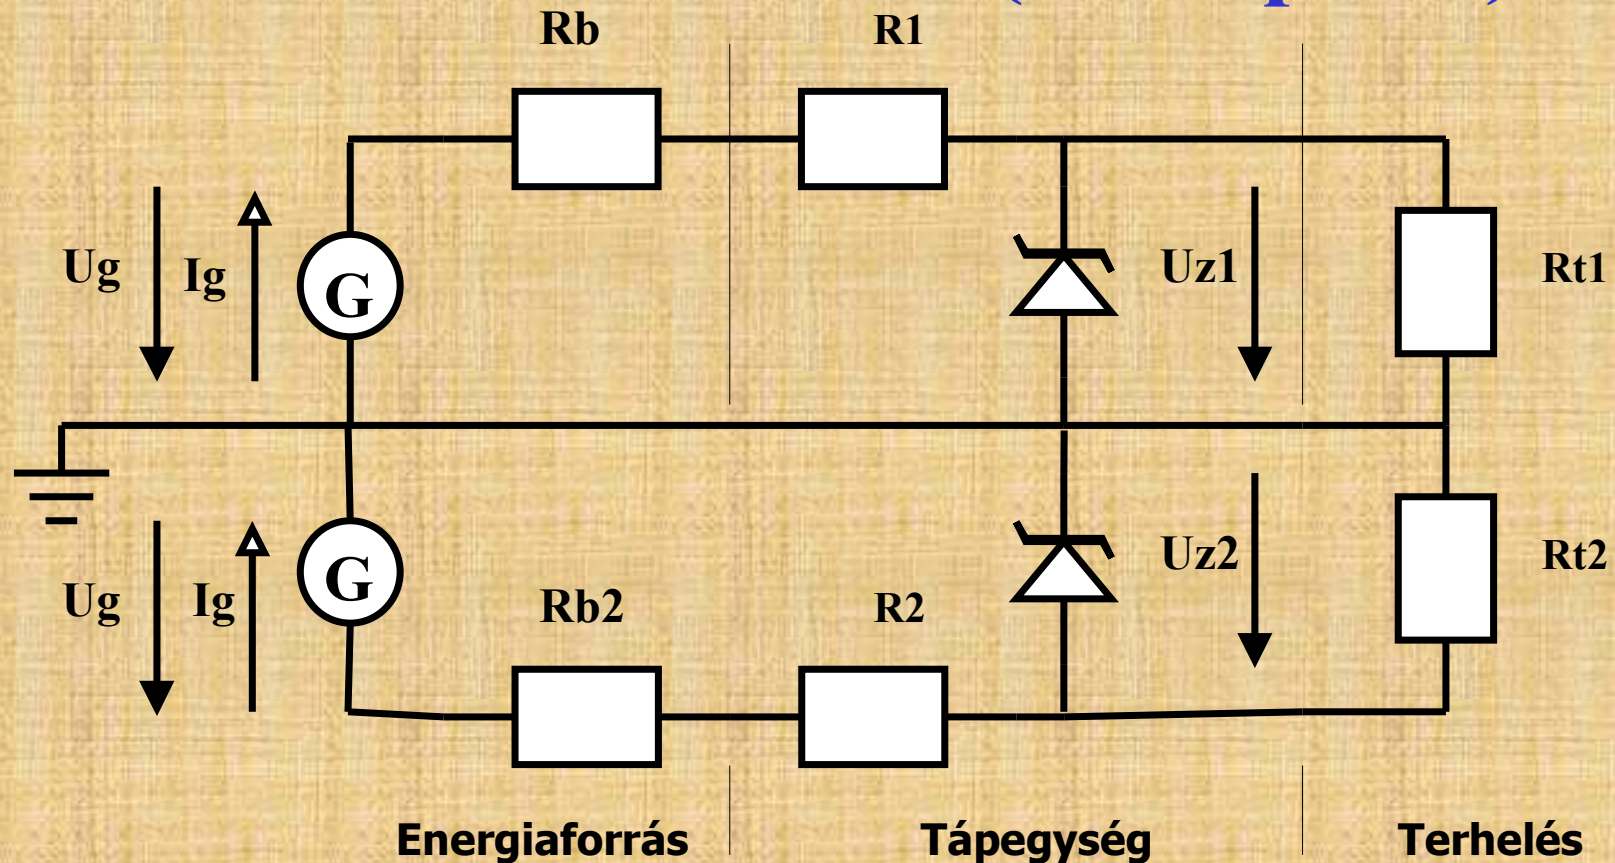 Rb
R1
Ug
Ig
G
Uz1
Rt1
Ug
Ig
G
Rb2
R2
Uz2
Rt2
Energiaforrás
Tápegység
Terhelés